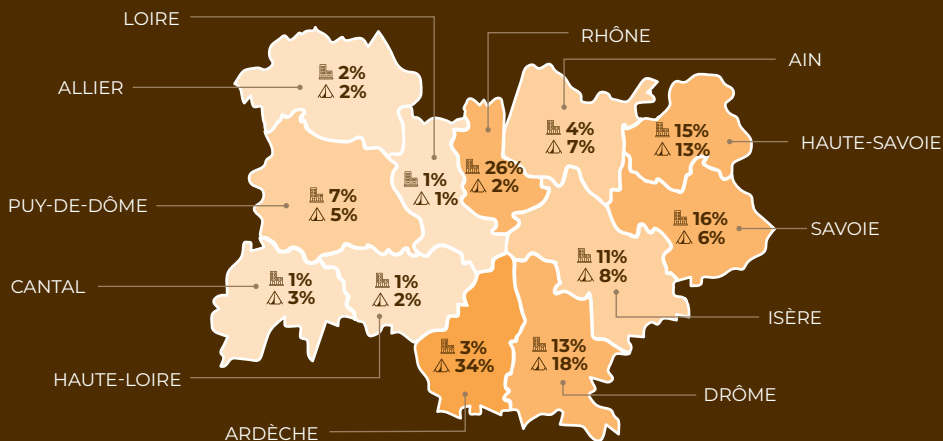 LOIRE
RHÔNE
AIN
ALLIER
2%
2%
4%
7%
15%
13%
HAUTE-SAVOIE
26%
2%
1%
1%
7%
5%
PUY-DE-DÔME
16%
6%
SAVOIE
11%
8%
CANTAL
1%
3%
1%
2%
ISÈRE
3%
34%
13%
18%
HAUTE-LOIRE
DRÔME
ARDÈCHE